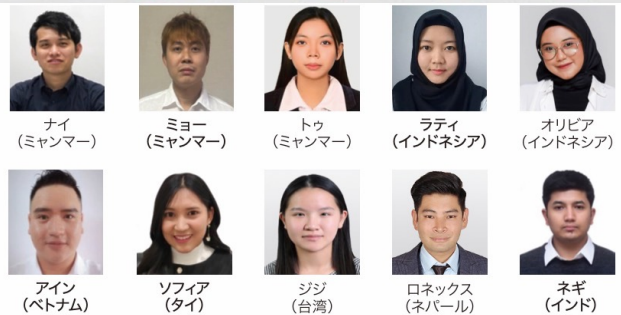 ナイ
（ミャンマー）
ミョー
（ミャンマー）
トゥ
（ミャンマー）
ラティ
（インドネシア）
オリビア
（インドネシア）
アイン
（ベトナム）
ソフィア
（タイ）
ジジ
（台湾）
ロネックス
（ネパール）
ネギ
（インド）